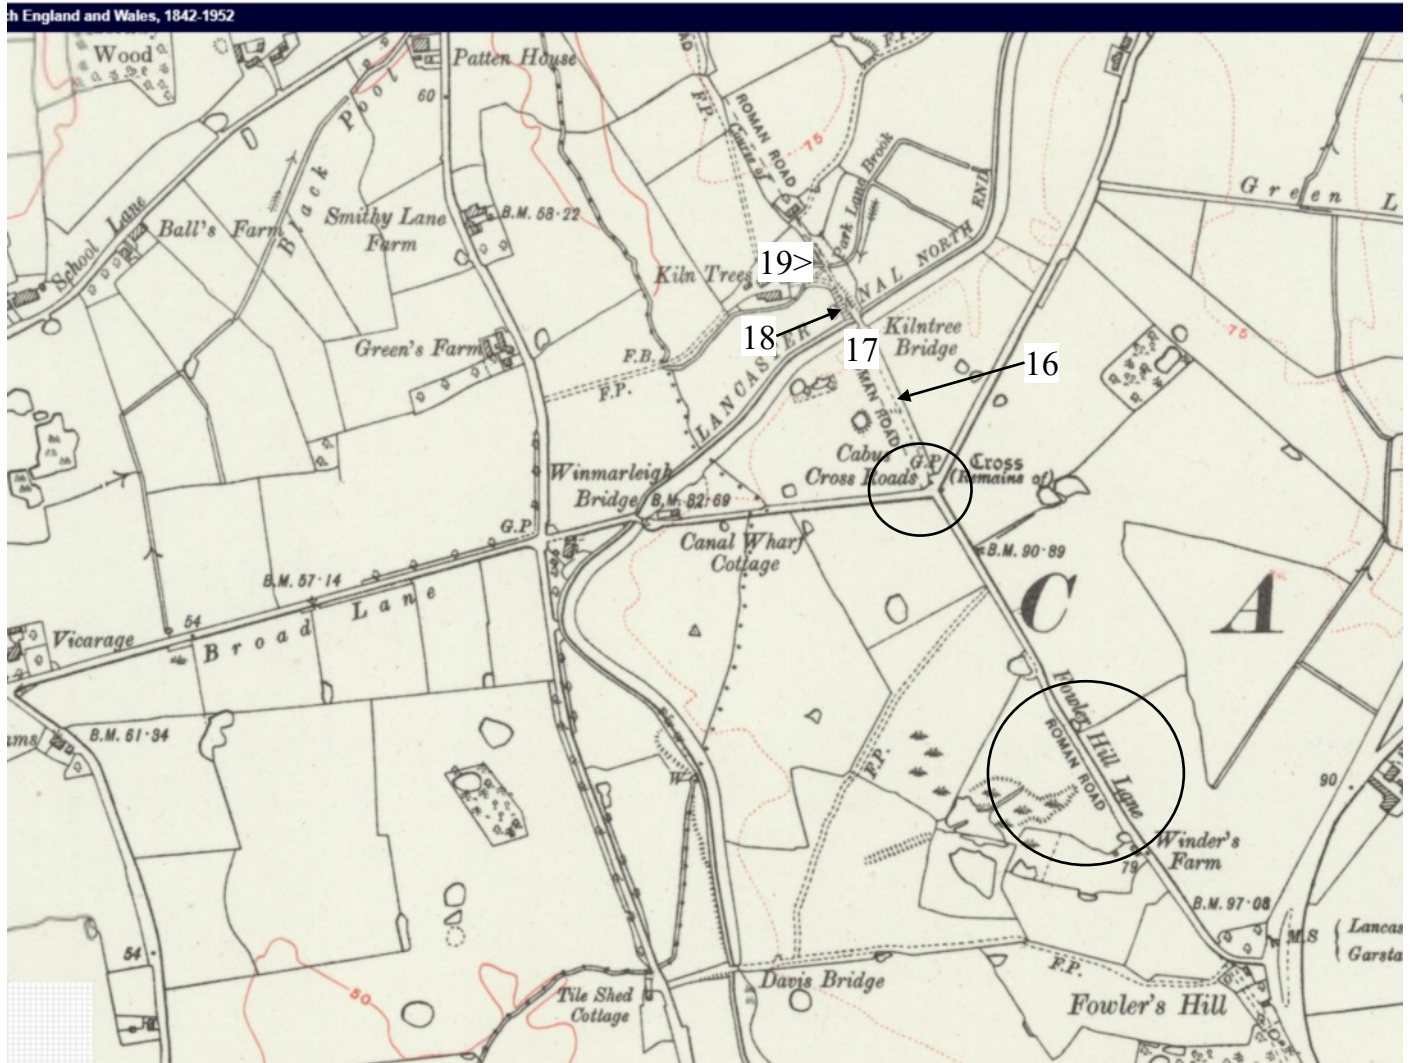 ch England and Wales, 1842-1952
Wood
Patten House
60
Black Pool
F.P.
F.P.
ROMAN ROAD
Course of
75
Park Lane Brook
School Lane
Ball's Farm
Smithy Lane
Farm
B.M. 58·22
Green L
Kiln Trees
19>
LANCASTER
NAL NORTH END
18
17
Kilntree
Bridge
16
75
Green's Farm
F.B.
F.P.
MAN ROAD
Cabus
Cross Roads
G.P
Cross
(Remains of)
Winmarleigh
Bridge
B.M. 82·69
G.P
Canal Wharf
Cottage
B.M. 90·89
B.M. 57·14
54
Broad Lane
Vicarage
C A
Fowler Hill Lane
ROMAN ROAD
B.M. 61·34
ams
F.P.
W
90
79
Winder's
Farm
B.M. 97·08
M.S
Lancas
Garsta
54
50
Davis Bridge
F.P.
Tile Shed
Cottage
Fowler's Hill